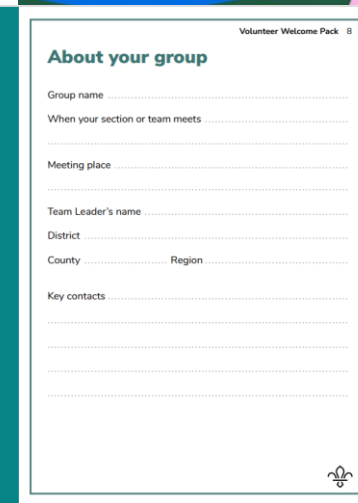 Volunteer Welcome Pack 8
About your group
Group name
When your section or team meets
Meeting place
Team Leader's name
District
County Region
Key contacts